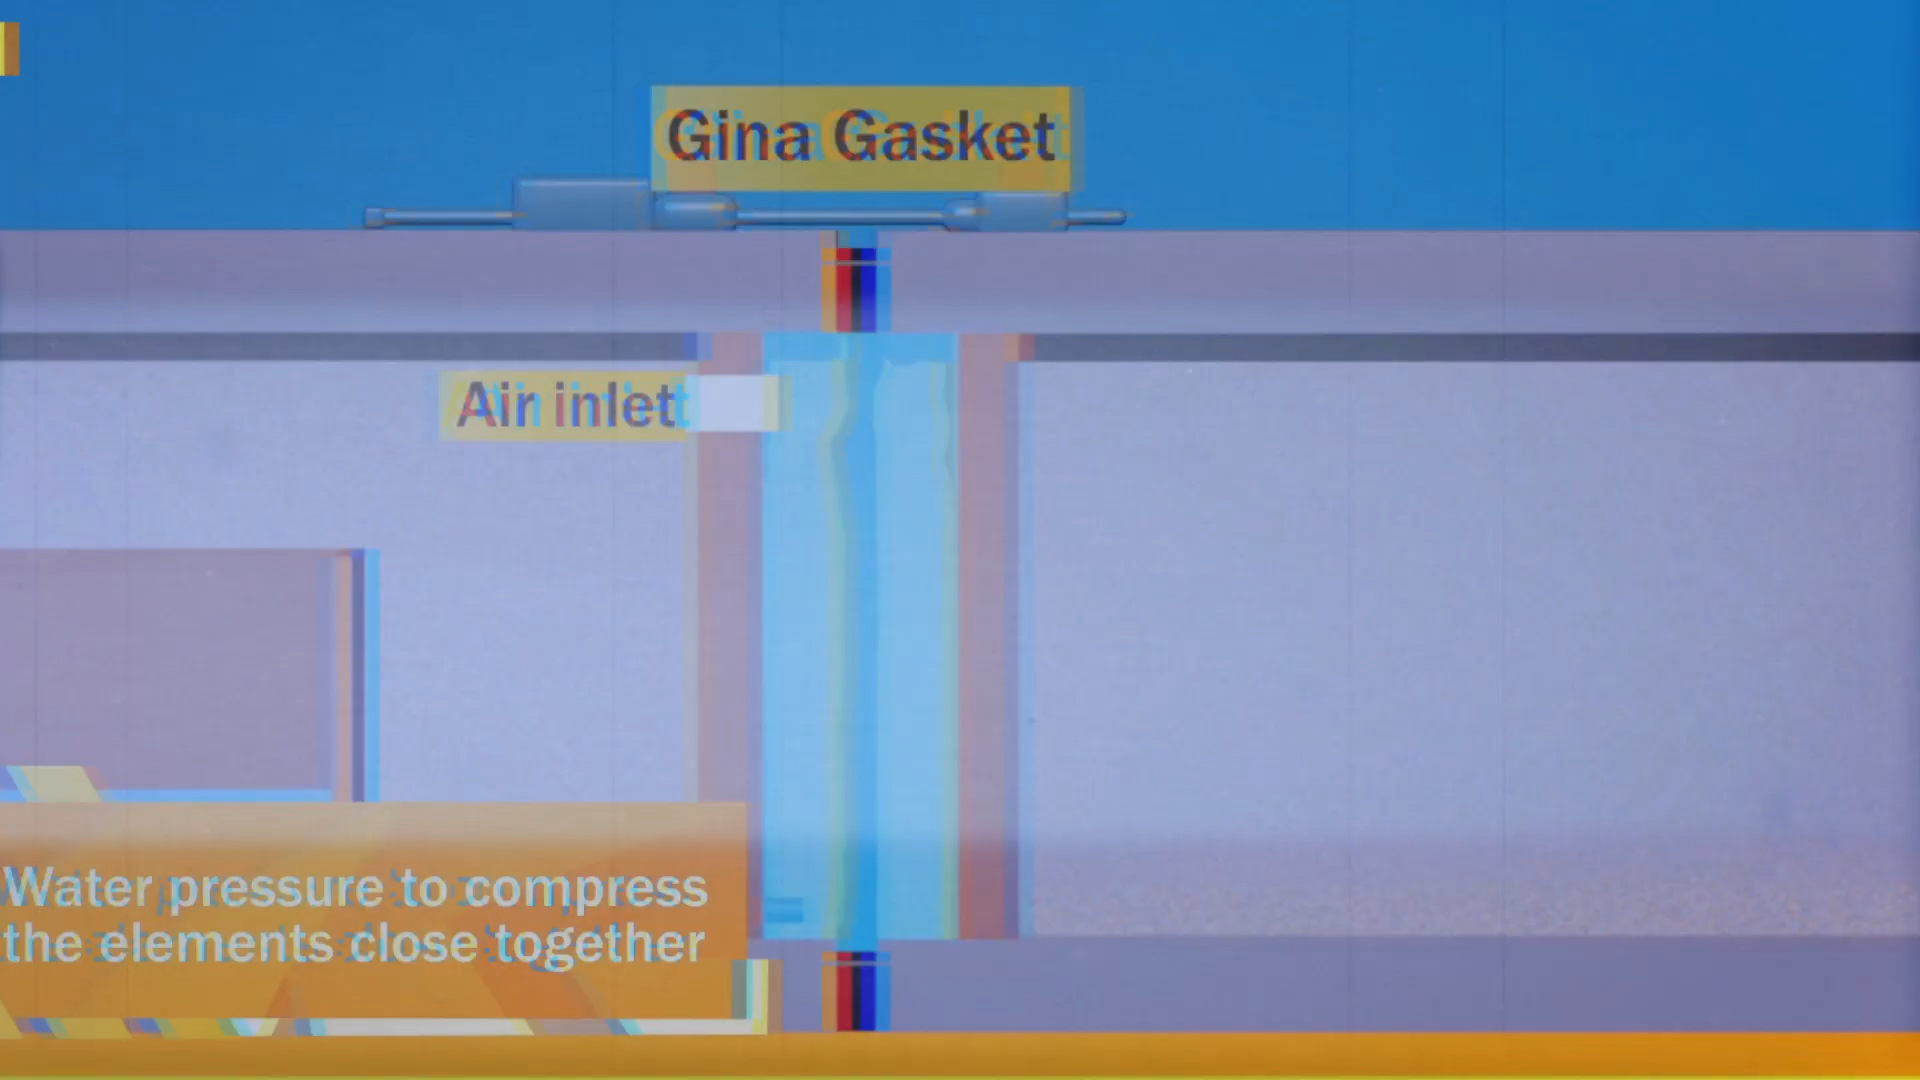 Gina Gasket
Air inlet
Water pressure to compress
the elements close together